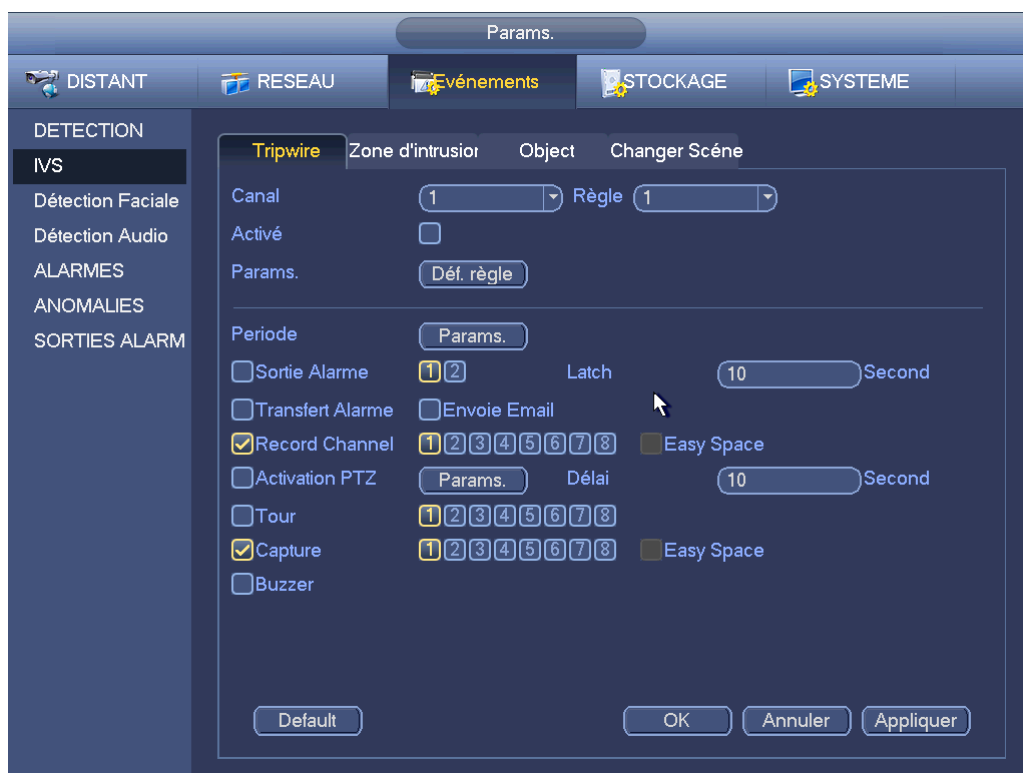 Params.
DISTANT RESEAU Evénements STOCKAGE SYSTEME
DETECTION
IVS
Détection Faciale
Détection Audio
ALARMES
ANOMALIES
SORTIES ALARM
Tripwire Zone d'intrusior Object Changer Scéne
Canal 1 Règle 1
Activé
Params. Déf. règle
Periode Params.
Sortie Alarme 1 2 Latch 10 Second
Transfert Alarme Envoie Email
Record Channel 1 2 3 4 5 6 7 8 Easy Space
Activation PTZ Params. Délai 10 Second
Tour 1 2 3 4 5 6 7 8
Capture 1 2 3 4 5 6 7 8 Easy Space
Buzzer
Default OK Annuler Appliquer